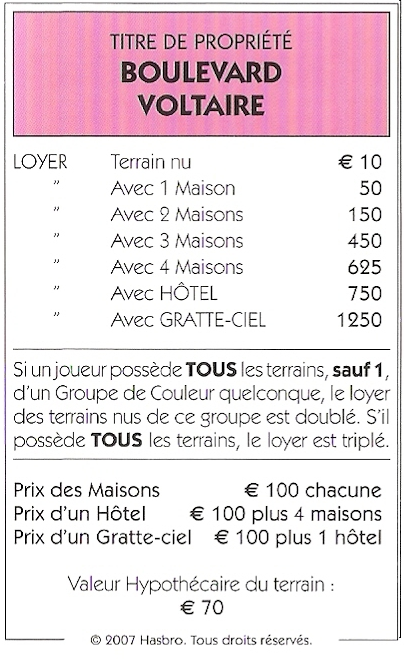 TITRE DE PROPRIÉTÉ
BOULEVARD
VOLTAIRE
LOYER Terrain nu € 10
" Avec 1 Maison 50
" Avec 2 Maisons 150
" Avec 3 Maisons 450
" Avec 4 Maisons 625
" Avec HÔTEL 750
" Avec GRATTE-CIEL 1250
Si un joueur possède TOUS les terrains, sauf 1,
d'un Groupe de Couleur quelconque, le loyer
des terrains nus de ce groupe est doublé. S'il
possède TOUS les terrains, le loyer est triplé.
Prix des Maisons € 100 chacune
Prix d'un Hôtel € 100 plus 4 maisons
Prix d'un Gratte-ciel € 100 plus 1 hôtel
Valeur Hypothécaire du terrain :
€ 70
© 2007 Hasbro. Tous droits réservés.